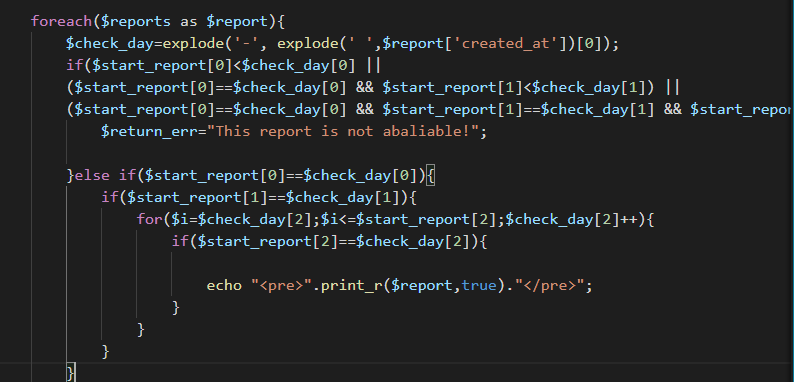 foreach($reports as $report){
$check_day=explode('-', explode(' ',$report['created_at'])[0]);
if($start_report[0]<$check_day[0] ||
($start_report[0]==$check_day[0] && $start_report[1]<$check_day[1]) ||
($start_report[0]==$check_day[0] && $start_report[1]==$check_day[1] && $start_repor
$return_err="This report is not abaliable!";
}else if($start_report[0]==$check_day[0]){
if($start_report[1]==$check_day[1]){
for($i=$check_day[2];$i<=$start_report[2];$check_day[2]++){
if($start_report[2]==$check_day[2]){
echo "<pre>".print_r($report,true)."</pre>";
}
}
}
}